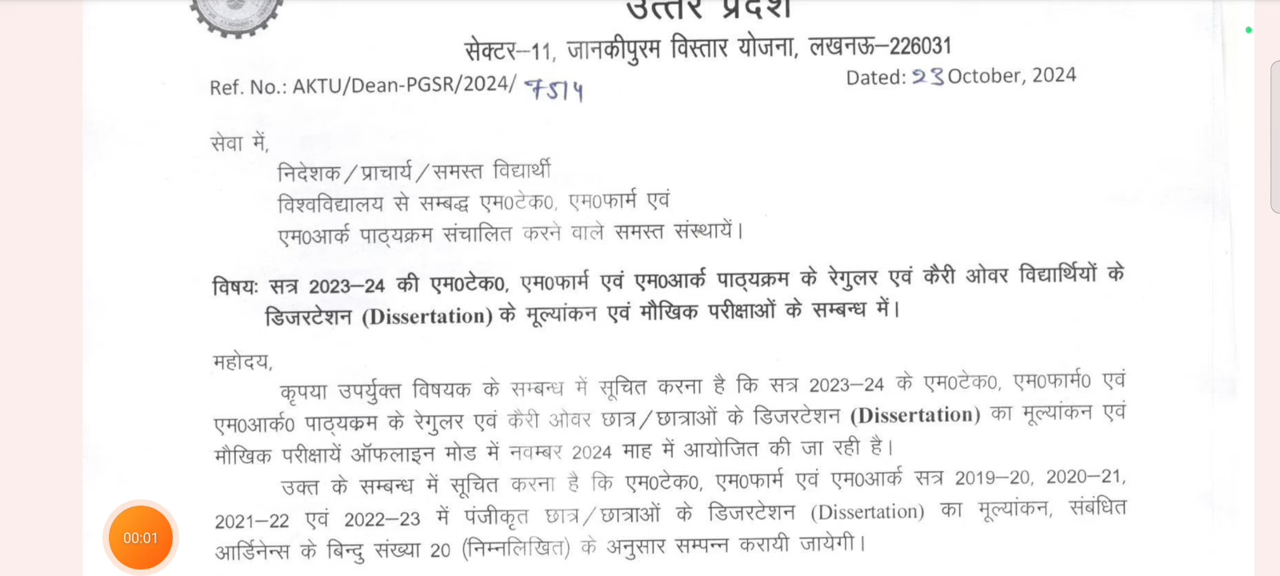 उत्तर प्रदेश
सेक्टर–11, जानकीपुरम विस्तार योजना, लखनऊ–226031
Ref. No.: AKTU/Dean-PGSR/2024/ 7514
Dated: 23 October, 2024
सेवा में,
निदेशक/प्राचार्य/समस्त विद्यार्थी
विश्वविद्यालय से सम्बद्ध एम0टेक0, एम0फार्म एवं
एम0आर्क पाठ्यक्रम संचालित करने वाले समस्त संस्थायें।
विषयः सत्र 2023–24 की एम0टेक0, एम0फार्म एवं एम0आर्क पाठ्यक्रम के रेगुलर एवं कैरी ओवर विद्यार्थियों के
डिजरटेशन (Dissertation) के मूल्यांकन एवं मौखिक परीक्षाओं के सम्बन्ध में।
महोदय,
कृपया उपर्युक्त विषयक के सम्बन्ध में सूचित करना है कि सत्र 2023–24 के एम0टेक0, एम0फार्म0 एवं
एम0आर्क0 पाठ्यक्रम के रेगुलर एवं कैरी ओवर छात्र/छात्राओं के डिजरटेशन (Dissertation) का मूल्यांकन एवं
मौखिक परीक्षायें ऑफलाइन मोड में नवम्बर 2024 माह में आयोजित की जा रही है।
उक्त के सम्बन्ध में सूचित करना है कि एम0टेक0, एम0फार्म एवं एम0आर्क सत्र 2019–20, 2020–21,
2021–22 एवं 2022–23 में पंजीकृत छात्र/छात्राओं के डिजरटेशन (Dissertation) का मूल्यांकन, संबंधित
आर्डिनेन्स के बिन्दु संख्या 20 (निम्नलिखित) के अनुसार सम्पन्न करायी जायेगी।
00:01